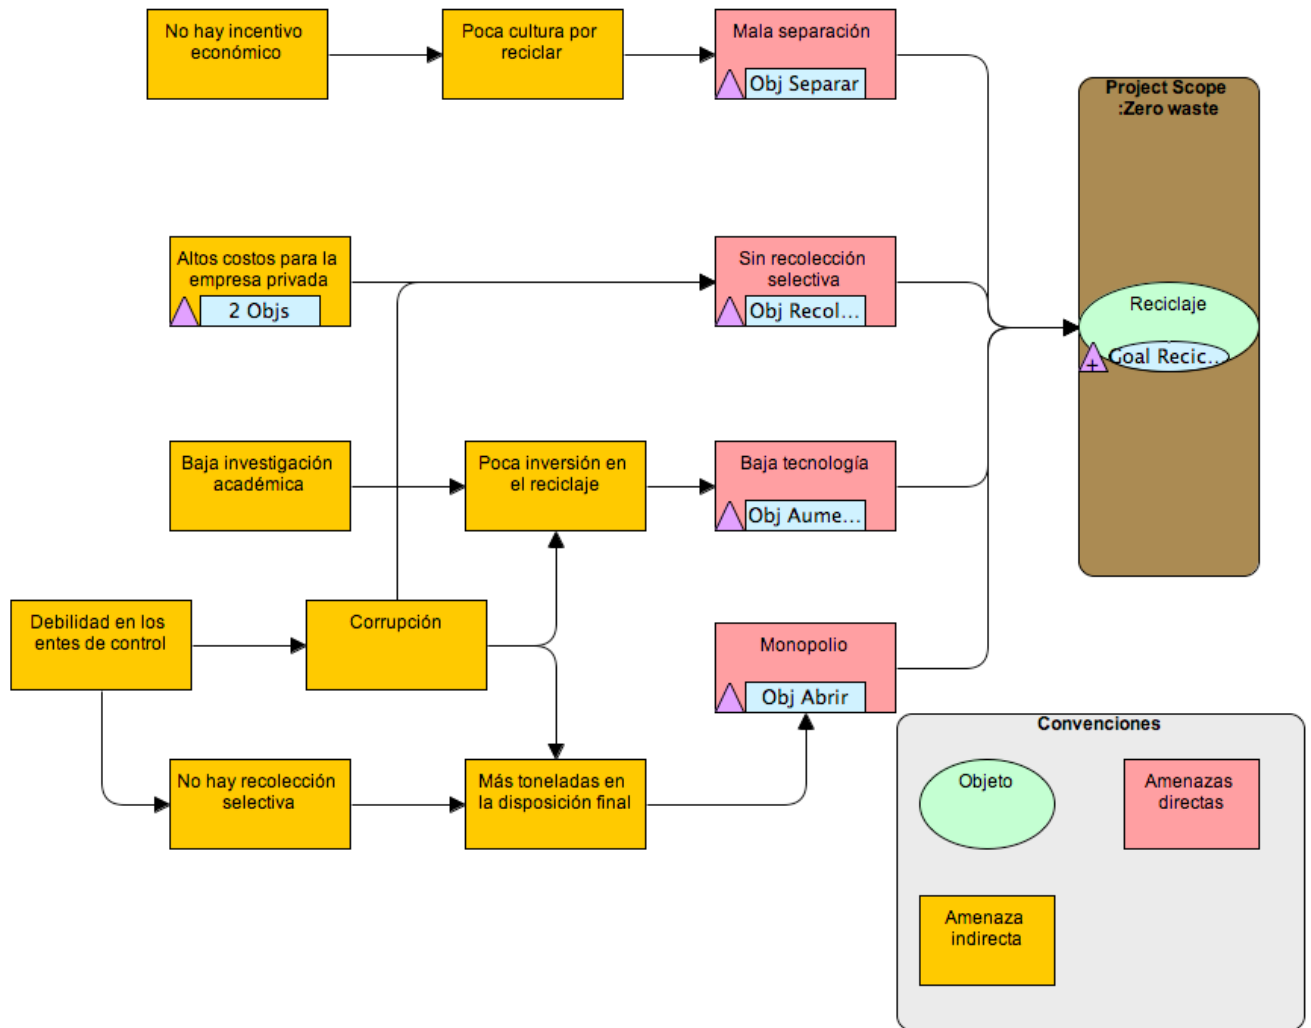 No hay incentivo
económico
Poca cultura por
reciclar
Mala separación
Obj Separar
Project Scope
:Zero waste
Altos costos para la
empresa privada
2 Objs
Sin recolección
selectiva
Obj Recol...
Reciclaje
Goal Recic...
Baja investigación
académica
Poca inversión en
el reciclaje
Baja tecnología
Obj Aume...
Debilidad en los
entes de control
Corrupción
Monopolio
Obj Abrir
No hay recolección
selectiva
Más toneladas en
la disposición final
Convenciones
Objeto
Amenazas
directas
Amenaza
indirecta